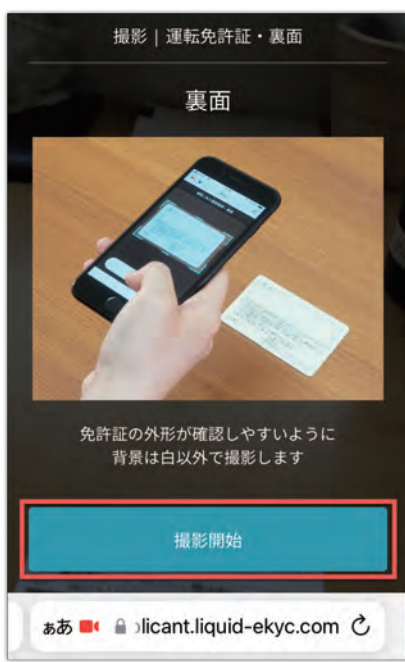 撮影 | 運転免許証・裏面
裏面
免許証の外形が確認しやすいように
背景は白以外で撮影します
撮影開始
ぁあ licant.liquid-ekyc.com